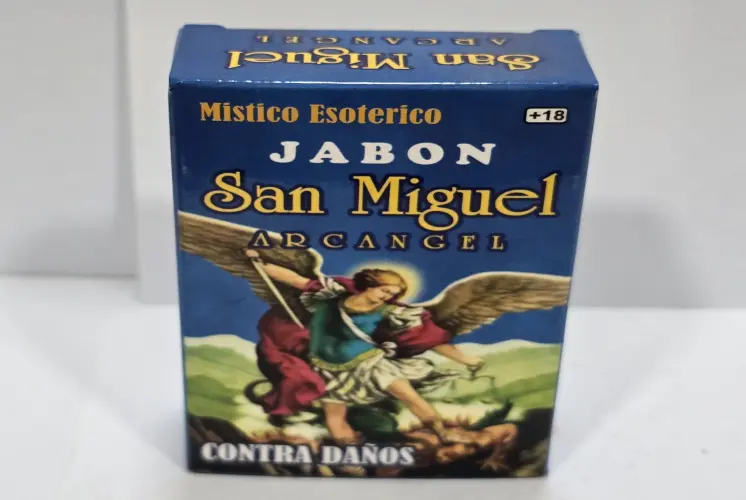 San Miguel
ARCANGEL
Mistico Esoterico
+18
JABON
San Miguel
ARCANGEL
CONTRA DAÑOS